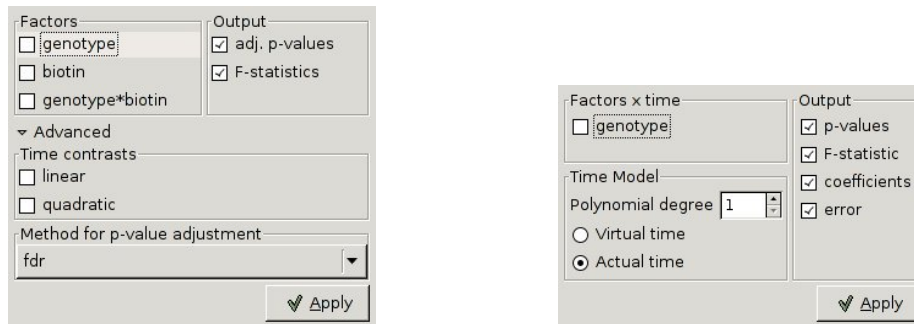 Factors
genotype
biotin
genotype*biotin
Output
adj. p-values
F-statistics
Advanced
Time contrasts
linear
quadratic
Method for p-value adjustment
fdr
Apply
Factors x time
genotype
Time Model
Polynomial degree 1
Virtual time
Actual time
Output
p-values
F-statistic
coefficients
error
Apply